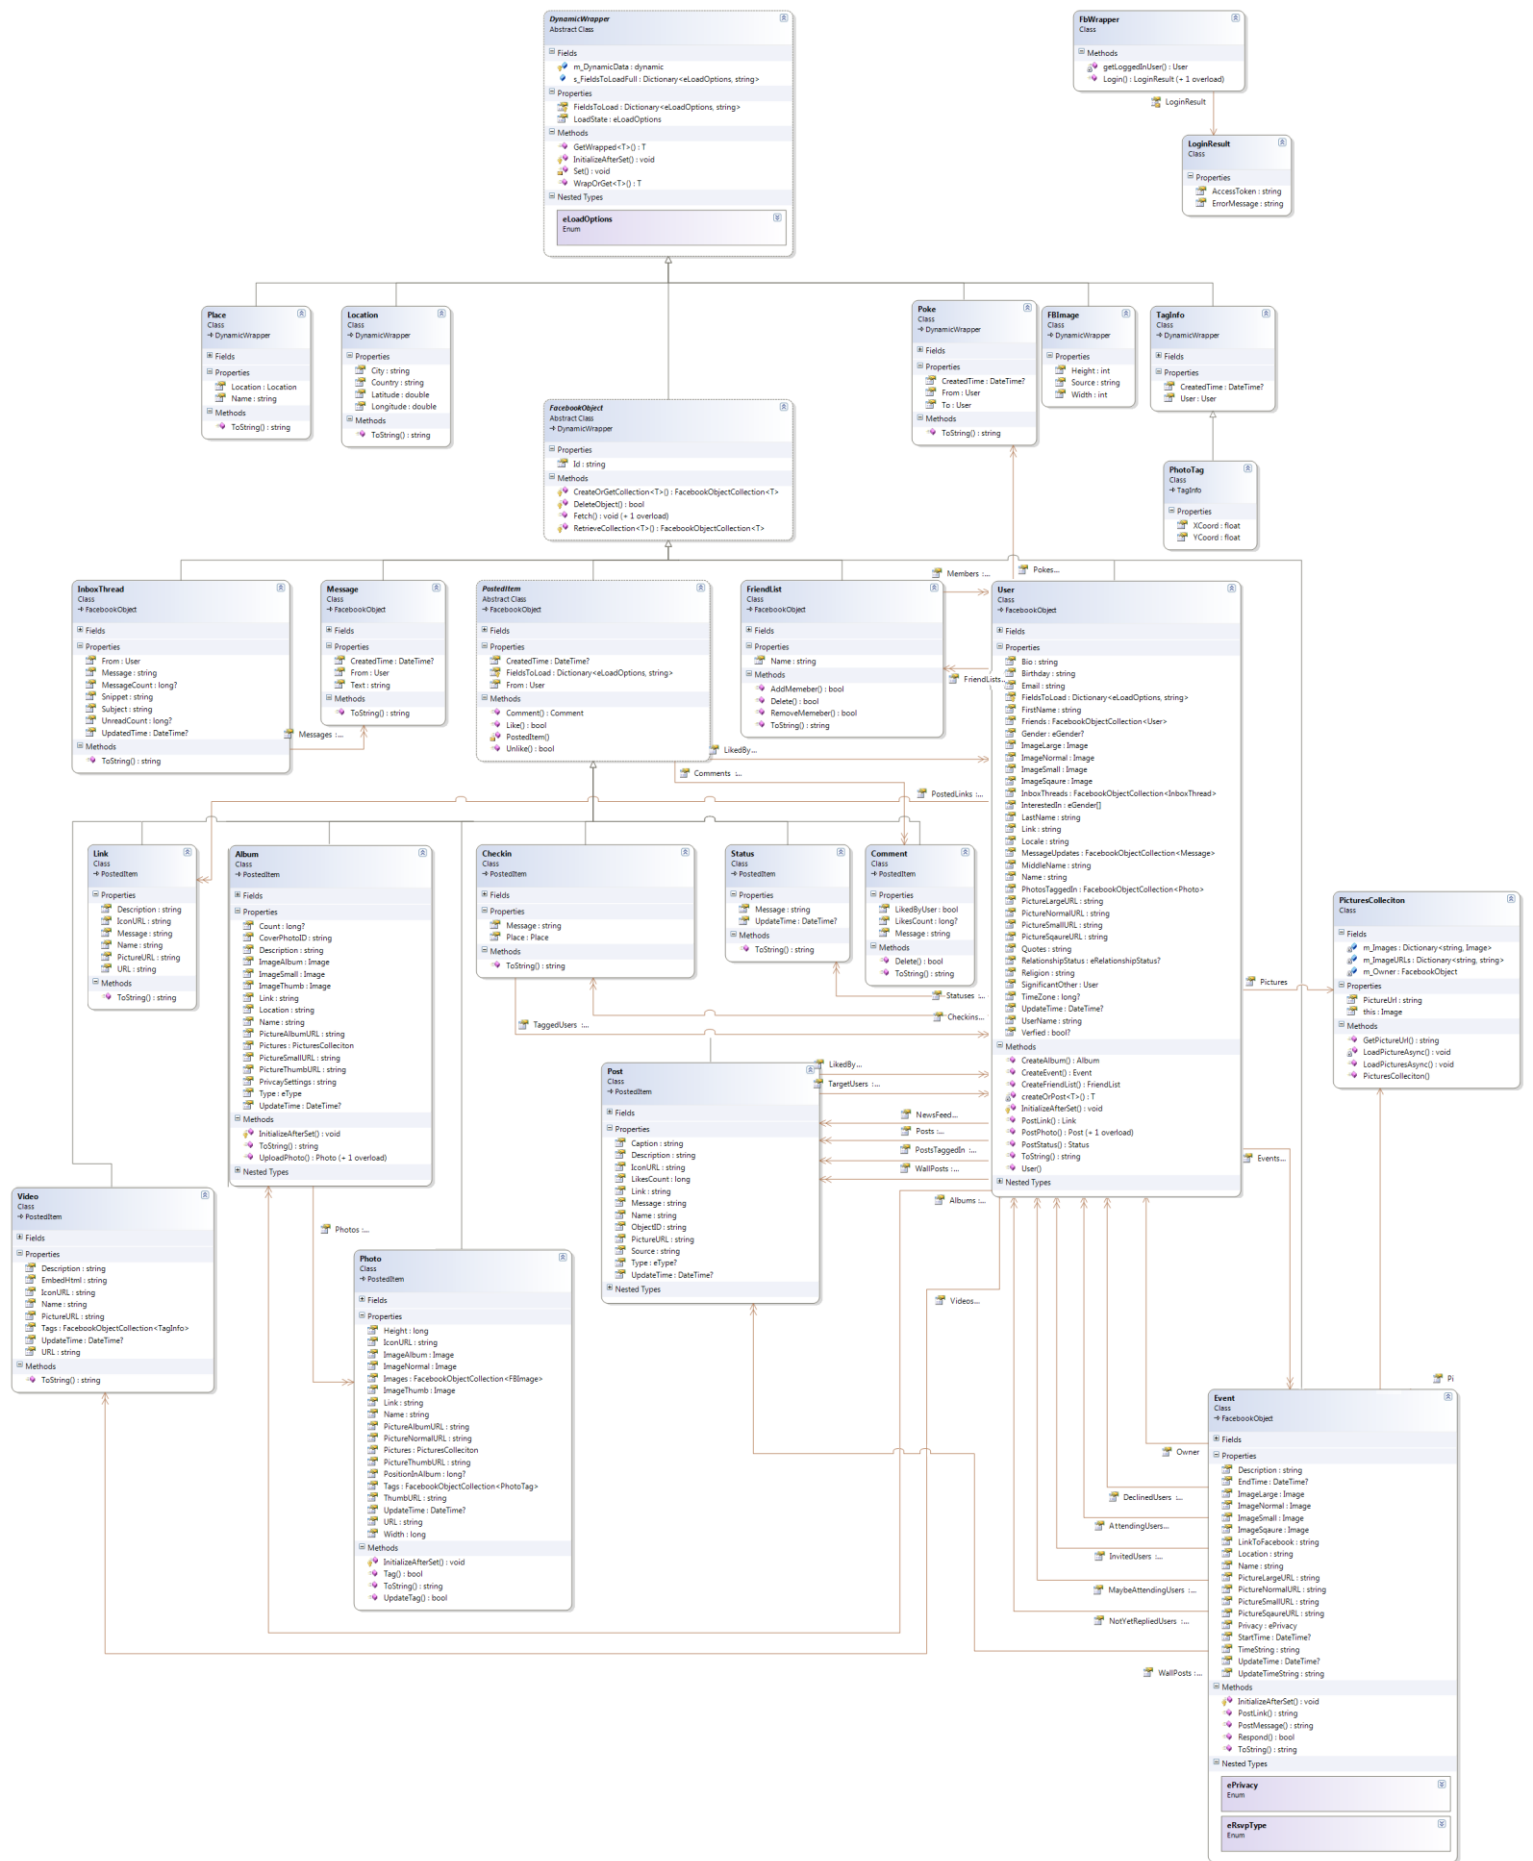 DynamicWrapper
Abstract Class
Fields
m_DynamicData : dynamic
s_FieldsToLoadFull : Dictionary<eLoadOptions, string>
Properties
FieldsToLoad : Dictionary<eLoadOptions, string>
LoadState : eLoadOptions
Methods
GetWrapped<T>() : T
InitializeAfterSet() : void
Set() : void
WrapOrGet<T>() : T
Nested Types
eLoadOptions
Enum
FbWrapper
Class
Methods
getLoggedInUser() : User
Login() : LoginResult (+ 1 overload)
LoginResult
LoginResult
Class
Properties
AccessToken : string
ErrorMessage : string
Place
Class
DynamicWrapper
Fields
Properties
Location : Location
Name : string
Methods
ToString() : string
Location
Class
DynamicWrapper
Properties
City : string
Country : string
Latitude : double
Longitude : double
Methods
ToString() : string
FacebookObject
Abstract Class
DynamicWrapper
Properties
Id : string
Methods
CreateOrGetCollection<T>() : FacebookObjectCollection<T>
DeleteObject() : bool
Fetch() : void (+ 1 overload)
RetrieveCollection<T>() : FacebookObjectCollection<T>
Poke
Class
DynamicWrapper
Fields
Properties
CreatedTime : DateTime?
From : User
To : User
Methods
ToString() : string
FBImage
Class
DynamicWrapper
Properties
Height : int
Source : string
Width : int
TagInfo
Class
DynamicWrapper
Fields
Properties
CreatedTime : DateTime?
User : User
PhotoTag
Class
TagInfo
Properties
XCoord : float
YCoord : float
InboxThread
Class
FacebookObject
Fields
Properties
From : User
Message : string
MessageCount : long?
Snippet : string
Subject : string
UnreadCount : long?
UpdatedTime : DateTime?
Methods
ToString() : string
Messages :...
Message
Class
FacebookObject
Fields
Properties
CreatedTime : DateTime?
From : User
Text : string
Methods
ToString() : string
PostedItem
Abstract Class
FacebookObject
Fields
Properties
CreatedTime : DateTime?
FieldsToLoad : Dictionary<eLoadOptions, string>
From : User
Methods
Comment() : Comment
Like() : bool
PostedItem()
Unlike() : bool
LikedBy...
Comments :...
FriendList
Class
FacebookObject
Fields
Properties
Name : string
Methods
AddMemeber() : bool
Delete() : bool
RemoveMemeber() : bool
ToString() : string
Members :...
Pokes...
FriendLists...
PostedLinks :...
User
Class
FacebookObject
Fields
Properties
Bio : string
Birthday : string
Email : string
FieldsToLoad : Dictionary<eLoadOptions, string>
FirstName : string
Friends : FacebookObjectCollection<User>
Gender : eGender?
ImageLarge : Image
ImageNormal : Image
ImageSmall : Image
ImageSqaure : Image
InboxThreads : FacebookObjectCollection<InboxThread>
InterestedIn : eGender[]
LastName : string
Link : string
Locale : string
MessageUpdates : FacebookObjectCollection<Message>
MiddleName : string
Name : string
PhotosTaggedIn : FacebookObjectCollection<Photo>
PictureLargeURL : string
PictureNormalURL : string
PictureSmallURL : string
PictureSqaureURL : string
Quotes : string
RelationshipStatus : eRelationshipStatus?
Religion : string
SignificantOther : User
TimeZone : long?
UpdateTime : DateTime?
UserName : string
Verfied : bool?
Methods
CreateAlbum() : Album
CreateEvent() : Event
CreateFriendList() : FriendList
createOrPost<T>() : T
InitializeAfterSet() : void
PostLink() : Link
PostPhoto() : Post (+ 1 overload)
PostStatus() : Status
ToString() : string
User()
Nested Types
Link
Class
PostedItem
Properties
Description : string
IconURL : string
Message : string
Name : string
PictureURL : string
URL : string
Methods
ToString() : string
Album
Class
PostedItem
Fields
Properties
Count : long?
CoverPhotoID : string
Description : string
ImageAlbum : Image
ImageSmall : Image
ImageThumb : Image
Link : string
Location : string
Name : string
PictureAlbumURL : string
Pictures : PicturesColleciton
PictureSmallURL : string
PictureThumbURL : string
PrivcaySettings : string
Type : eType
UpdateTime : DateTime?
Methods
InitializeAfterSet() : void
ToString() : string
UploadPhoto() : Photo (+ 1 overload)
Nested Types
Checkin
Class
PostedItem
Fields
Properties
Message : string
Place : Place
Methods
ToString() : string
Status
Class
PostedItem
Properties
Message : string
UpdateTime : DateTime?
Methods
ToString() : string
Comment
Class
PostedItem
Properties
LikedByUser : bool
LikesCount : long?
Message : string
Methods
Delete() : bool
ToString() : string
Statuses :...
Checkins...
TaggedUsers :...
PicturesColleciton
Class
Fields
m_Images : Dictionary<string, Image>
m_ImageURLs : Dictionary<string, string>
m_Owner : FacebookObject
Properties
PictureUrl : string
this : Image
Methods
GetPictureUrl() : string
LoadPictureAsync() : void
LoadPicturesAsync() : void
PicturesColleciton()
Pictures
Post
Class
PostedItem
Fields
Properties
Caption : string
Description : string
IconURL : string
LikesCount : long
Link : string
Message : string
Name : string
ObjectID : string
PictureURL : string
Source : string
Type : eType?
UpdateTime : DateTime?
Nested Types
LikedBy...
TargetUsers :...
NewsFeed...
Posts :...
PostsTaggedIn :...
WallPosts :...
Albums :...
Events...
Video
Class
PostedItem
Fields
Properties
Description : string
EmbedHtml : string
IconURL : string
Name : string
PictureURL : string
Tags : FacebookObjectCollection<TagInfo>
UpdateTime : DateTime?
URL : string
Methods
ToString() : string
Photos :...
Photo
Class
PostedItem
Fields
Properties
Height : long
IconURL : string
ImageAlbum : Image
ImageNormal : Image
Images : FacebookObjectCollection<FBImage>
ImageThumb : Image
Link : string
Name : string
PictureAlbumURL : string
PictureNormalURL : string
Pictures : PicturesColleciton
PictureThumbURL : string
PositionInAlbum : long?
Tags : FacebookObjectCollection<PhotoTag>
ThumbURL : string
UpdateTime : DateTime?
URL : string
Width : long
Methods
InitializeAfterSet() : void
Tag() : bool
ToString() : string
UpdateTag() : bool
Videos...
Pi
Owner
DeclinedUsers :...
AttendingUsers...
InvitedUsers :...
MaybeAttendingUsers :...
NotYetRepliedUsers :...
WallPosts :...
Event
Class
FacebookObject
Fields
Properties
Description : string
EndTime : DateTime?
ImageLarge : Image
ImageNormal : Image
ImageSmall : Image
ImageSqaure : Image
LinkToFacebook : string
Location : string
Name : string
PictureLargeURL : string
PictureNormalURL : string
PictureSmallURL : string
PictureSqaureURL : string
Privacy : ePrivacy
StartTime : DateTime?
TimeString : string
UpdateTime : DateTime?
UpdateTimeString : string
Methods
InitializeAfterSet() : void
PostLink() : string
PostMessage() : string
Respond() : bool
ToString() : string
Nested Types
ePrivacy
Enum
eRsvpType
Enum